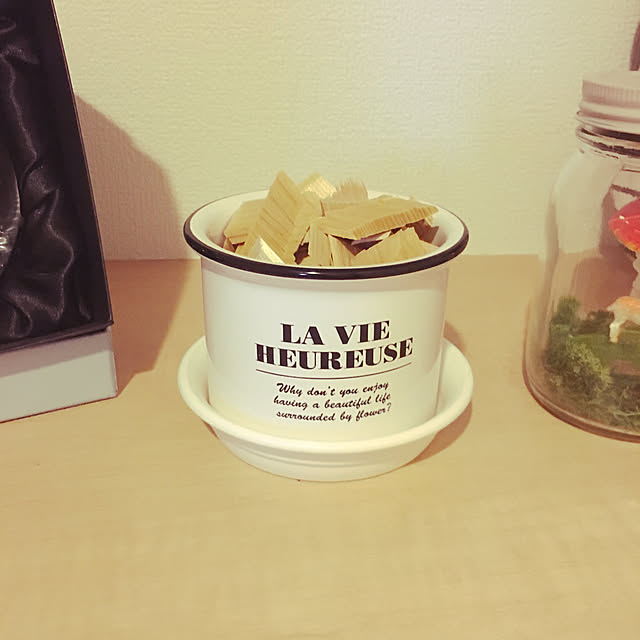 LA VIE
HEUREUSE
Why don't you enjoy
having a beautiful life
surrounded by flower?